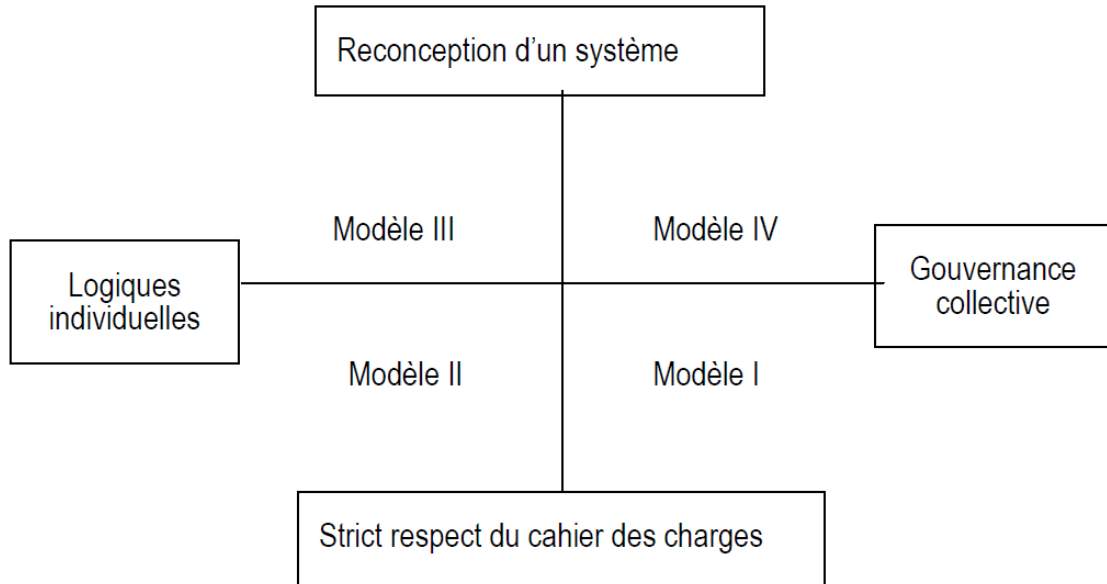 Reconception d’un système
Modèle III
Modèle IV
Logiques
individuelles
Gouvernance
collective
Modèle II
Modèle I
Strict respect du cahier des charges